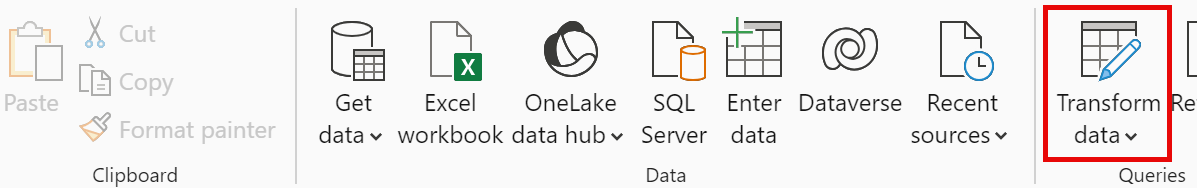 Paste
Cut
Copy
Format painter
Clipboard
Get
data
Excel
workbook
OneLake
data hub
SQL
Server
Enter
data
Dataverse
Recent
sources
Data
Transform
data
Queries